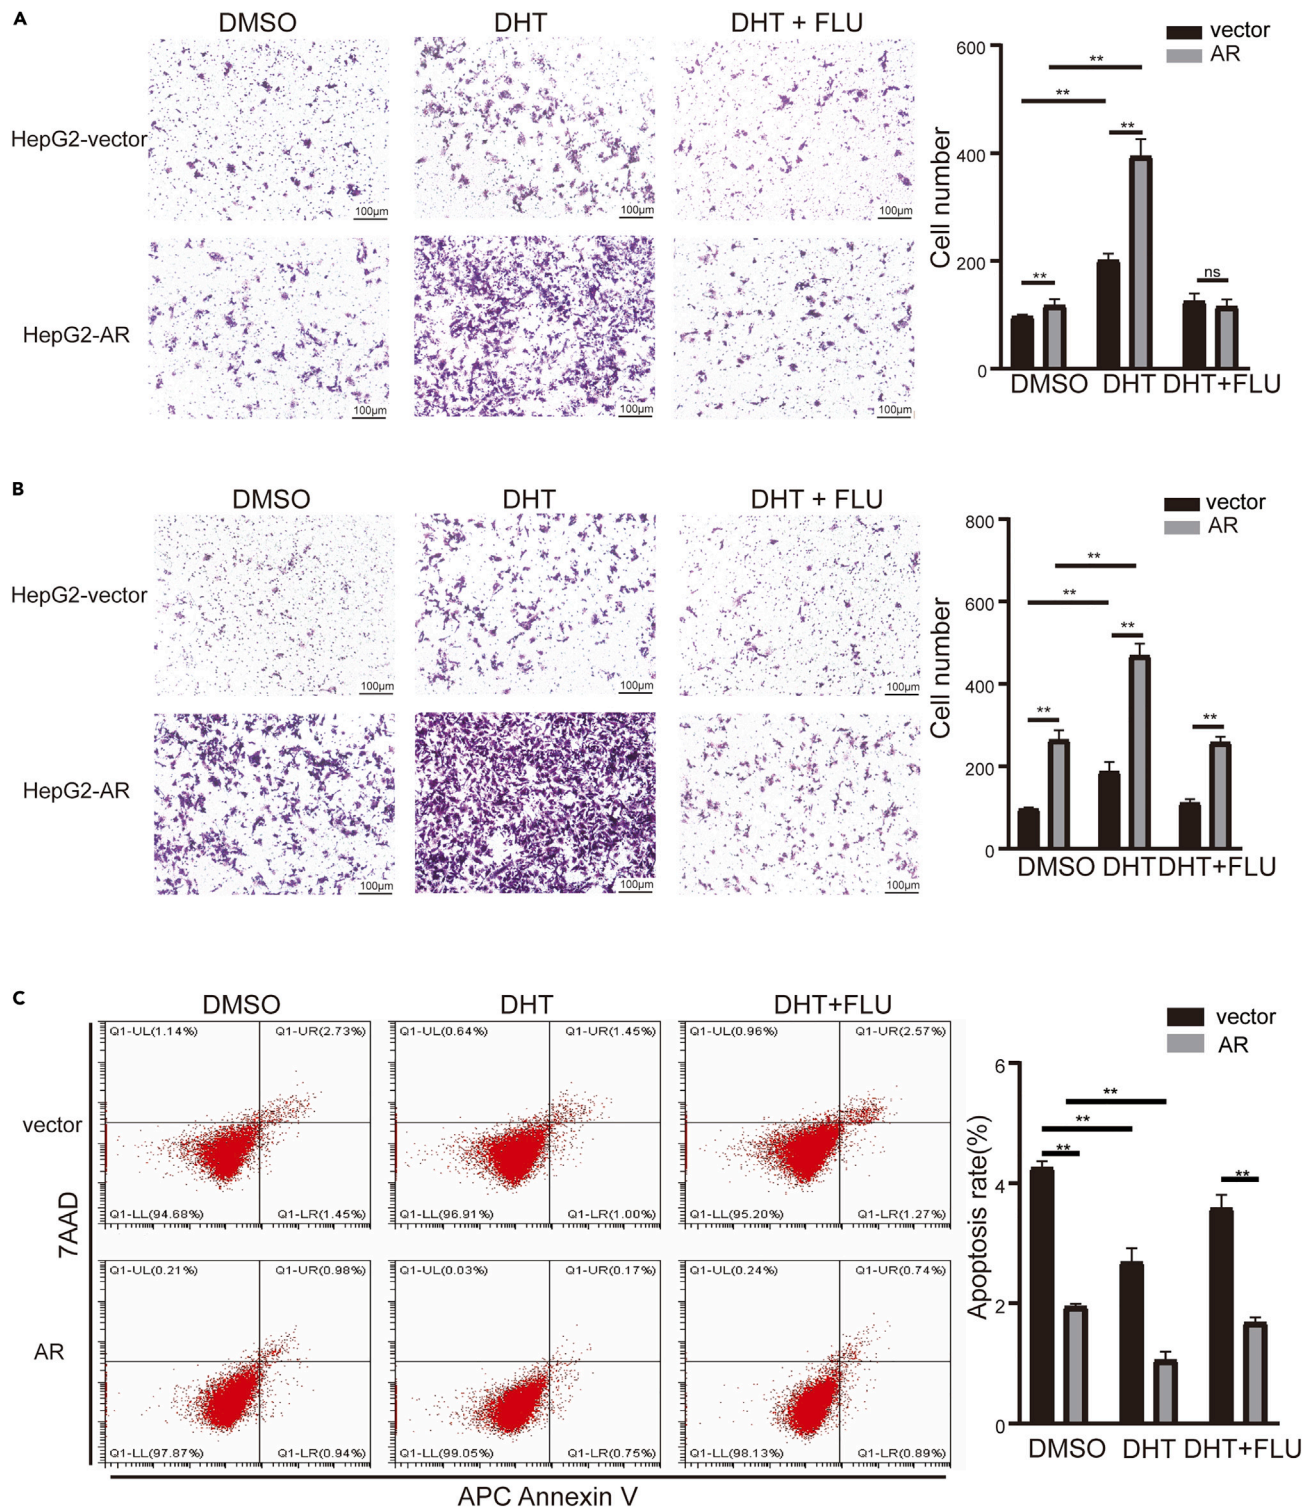 A
DMSO
DHT
DHT + FLU
HepG2-vector
HepG2-AR
100μm
100μm
100μm
100μm
100μm
100μm
vector
AR
600
400
200
0
Cell number
**
**
**
**
ns
DMSO
DHT
DHT+FLU
B
DMSO
DHT
DHT + FLU
HepG2-vector
HepG2-AR
100μm
100μm
100μm
100μm
100μm
100μm
vector
AR
800
600
400
200
0
Cell number
**
**
**
**
**
DMSO
DHT
DHT+FLU
C
DMSO
DHT
DHT+FLU
vector
Q1-UL(1.14%)
Q1-UR(2.73%)
Q1-LL(94.68%)
Q1-LR(1.45%)
Q1-UL(0.64%)
Q1-UR(1.45%)
Q1-LL(96.91%)
Q1-LR(1.00%)
Q1-UL(0.96%)
Q1-UR(2.57%)
Q1-LL(95.20%)
Q1-LR(1.27%)
AR
Q1-UL(0.21%)
Q1-UR(0.98%)
Q1-LL(97.87%)
Q1-LR(0.94%)
Q1-UL(0.03%)
Q1-UR(0.17%)
Q1-LL(99.05%)
Q1-LR(0.75%)
Q1-UL(0.24%)
Q1-UR(0.74%)
Q1-LL(98.13%)
Q1-LR(0.89%)
7AAD
APC Annexin V
vector
AR
6
4
2
0
Apoptosis rate(%)
**
**
**
**
DMSO
DHT
DHT+FLU